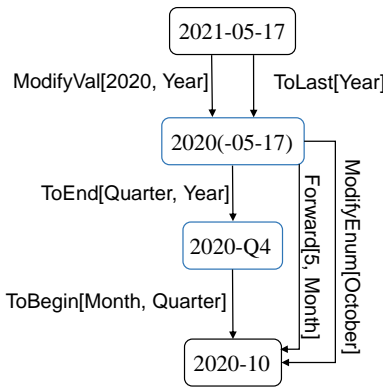 2021-05-17
ModifyVal[2020, Year]
ToLast[Year]
2020(-05-17)
ToEnd[Quarter, Year]
Forward[5, Month]
ModifyEnum[October]
2020-Q4
ToBegin[Month, Quarter]
2020-10